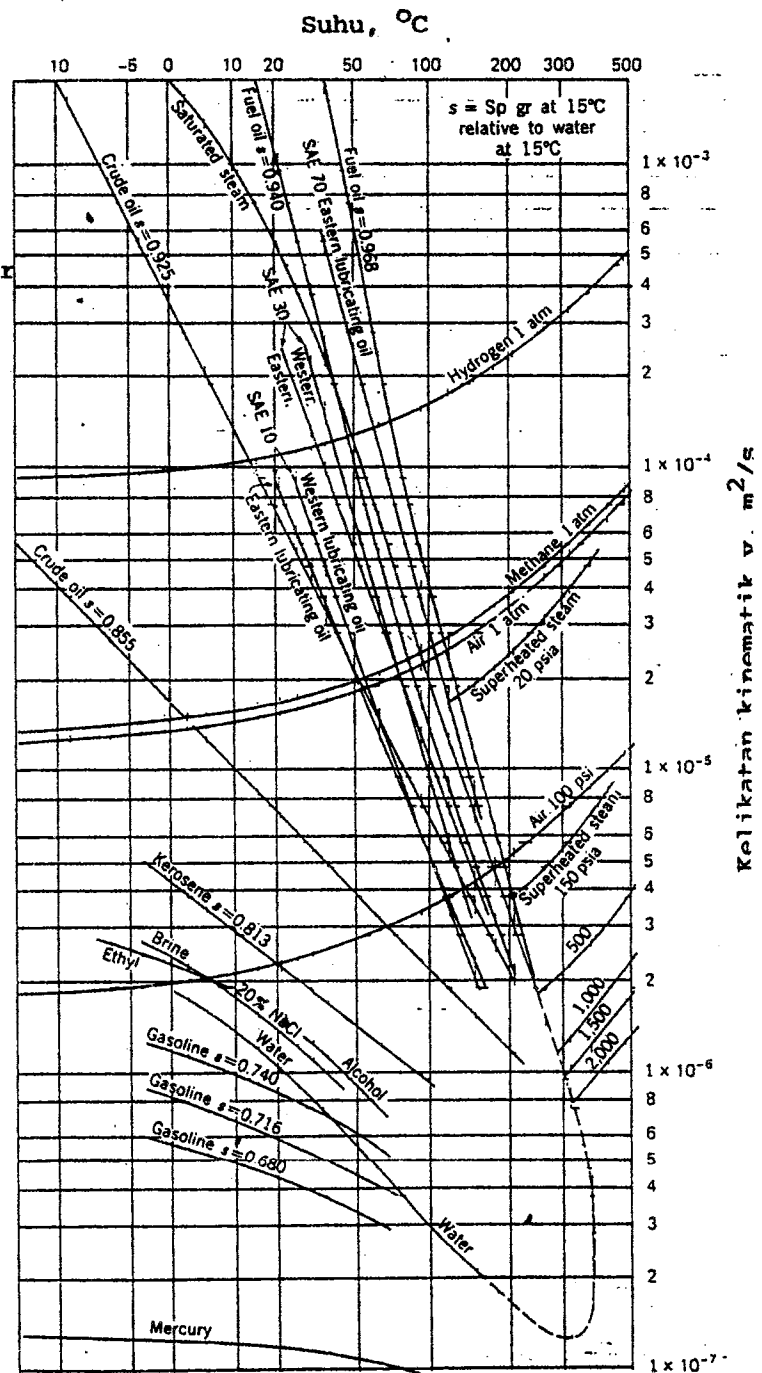 Suhu, °C
10 -5 0 10 20 50 100 200 300 500
s = Sp gr at 15°C
relative to water
at 15°C
Crude oil s=0.925
Saturated steam
Fuel oil s=0.940
SAE 70 Eastern lubricating oil
Fuel oil s=0.968
r
SAE 30
Western
Eastern
SAE 10
Western lubricating oil
(Eastern lubricating oil
Hydrogen 1 atm
Crude oil s=0.855
Methane 1 atm
Air 1 atm
Superheated steam
20 psia
Air 100 psi
Superheated steam
150 psia
500
1,000
1,500
2,000
Kerosene s=0.813
Brine
20% NaCl
Ethyl
Alcohol
Water
Gasoline s=0.740
Gasoline s=0.716
Gasoline s=0.680
Water
Mercury
1 × 10⁻³
8
6
5
4
3
2
1 × 10⁻⁴
8
6
5
4
3
2
1 × 10⁻⁵
8
6
5
4
3
2
1 × 10⁻⁶
8
6
5
4
3
2
1 × 10⁻⁷
Kelikatan kinematik v. m²/s